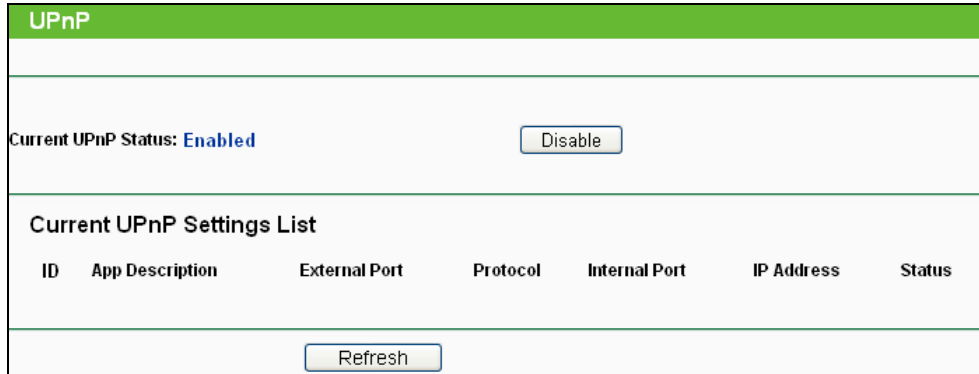 UPnP
Current UPnP Status: Enabled Disable
Current UPnP Settings List
ID App Description External Port Protocol Internal Port IP Address Status
Refresh